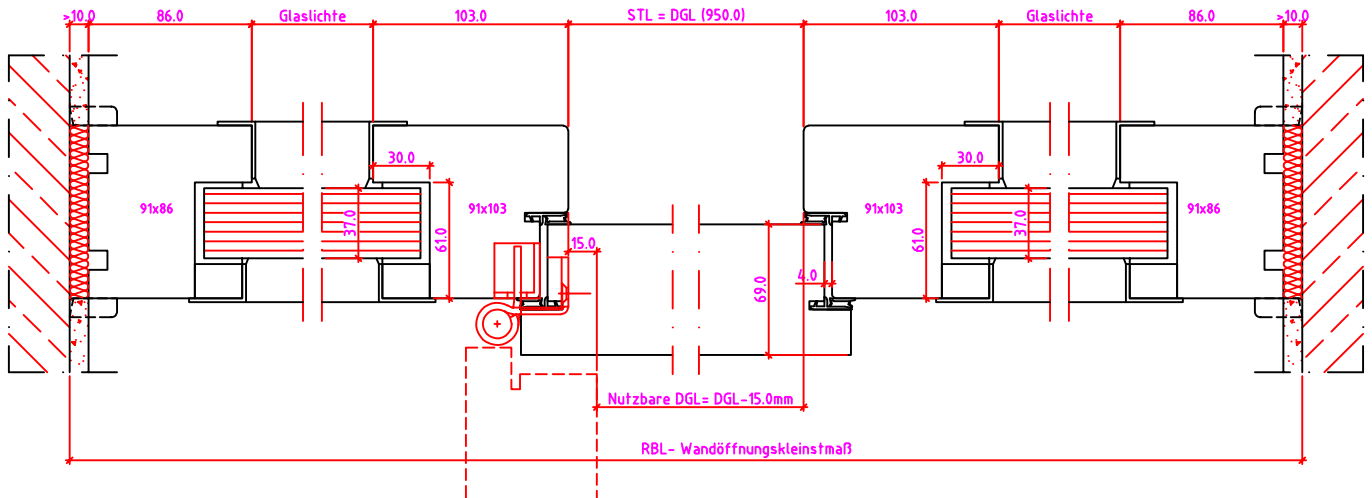 >10.0 86.0 Glaslichte 103.0 STL = DGL (950.0) 103.0 Glaslichte 86.0 >10.0
30.0 30.0
91x86 91x103 91x103 91x86
37.0 61.0 61.0 37.0
15.0
4.0
69.0
Nutzbare DGL= DGL-15.0mm
RBL- Wandöffnungskleinstmaß